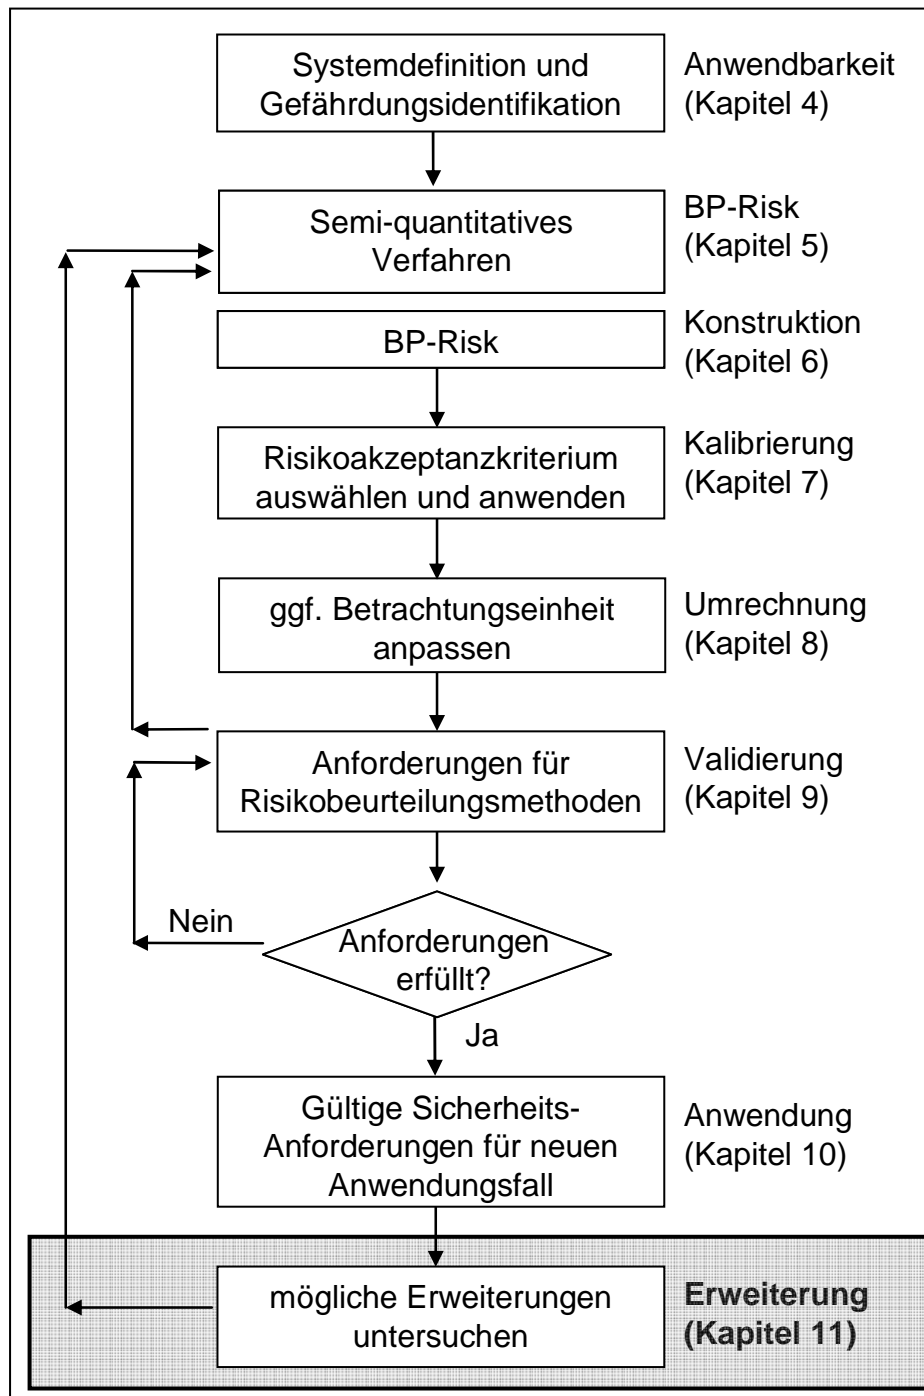 Systemdefinition und
Gefährdungsidentifikation
Anwendbarkeit
(Kapitel 4)
Semi-quantitatives
Verfahren
BP-Risk
(Kapitel 5)
BP-Risk
Konstruktion
(Kapitel 6)
Risikoakzeptanzkriterium
auswählen und anwenden
Kalibrierung
(Kapitel 7)
ggf. Betrachtungseinheit
anpassen
Umrechnung
(Kapitel 8)
Anforderungen für
Risikobeurteilungsmethoden
Validierung
(Kapitel 9)
Nein
Anforderungen
erfüllt?
Ja
Gültige Sicherheits-
Anforderungen für neuen
Anwendungsfall
Anwendung
(Kapitel 10)
mögliche Erweiterungen
untersuchen
Erweiterung
(Kapitel 11)